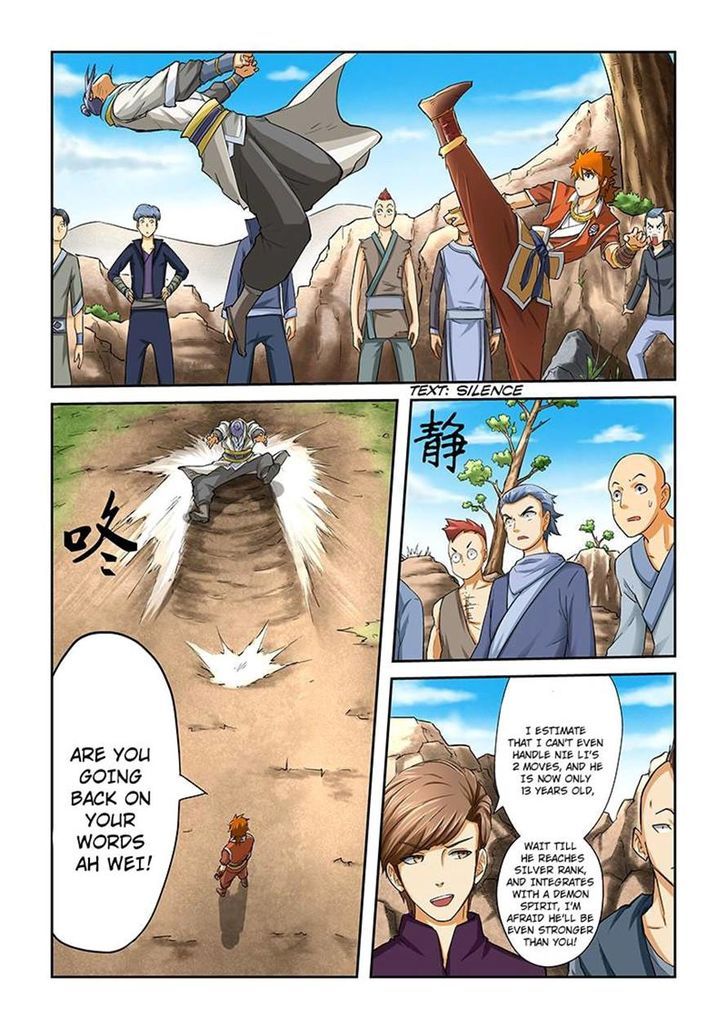 TEXT: SILENCE
静
咚
ARE YOU
GOING
BACK ON
YOUR
WORDS
AH WEI!
I ESTIMATE
THAT I CAN'T EVEN
HANDLE NIE LI'S
2 MOVES, AND HE
IS NOW ONLY
13 YEARS OLD,
WAIT TILL
HE REACHES
SILVER RANK,
AND INTEGRATES
WITH A DEMON
SPIRIT, I'M
AFRAID HE'LL BE
EVEN STRONGER
THAN YOU!